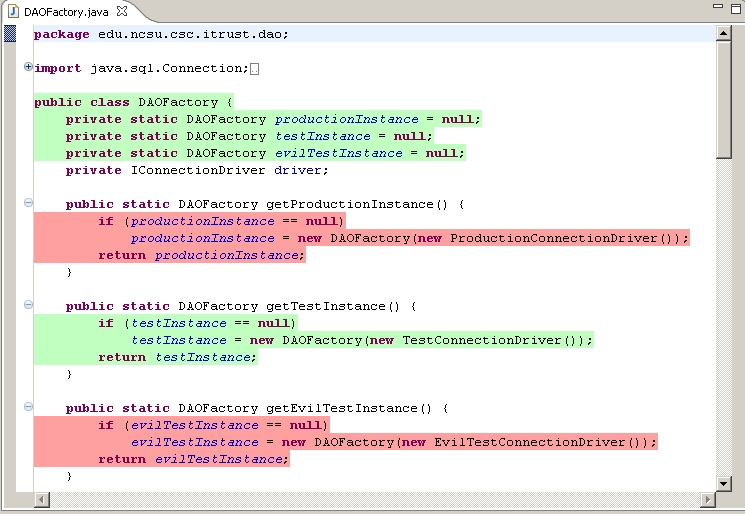 DAOFactory.java
package edu.ncsu.csc.itrust.dao;
import java.sql.Connection;
public class DAOFactory {
private static DAOFactory productionInstance = null;
private static DAOFactory testInstance = null;
private static DAOFactory evilTestInstance = null;
private IConnectionDriver driver;
public static DAOFactory getProductionInstance() {
if (productionInstance == null)
productionInstance = new DAOFactory(new ProductionConnectionDriver());
return productionInstance;
}
public static DAOFactory getTestInstance() {
if (testInstance == null)
testInstance = new DAOFactory(new TestConnectionDriver());
return testInstance;
}
public static DAOFactory getEvilTestInstance() {
if (evilTestInstance == null)
evilTestInstance = new DAOFactory(new EvilTestConnectionDriver());
return evilTestInstance;
}